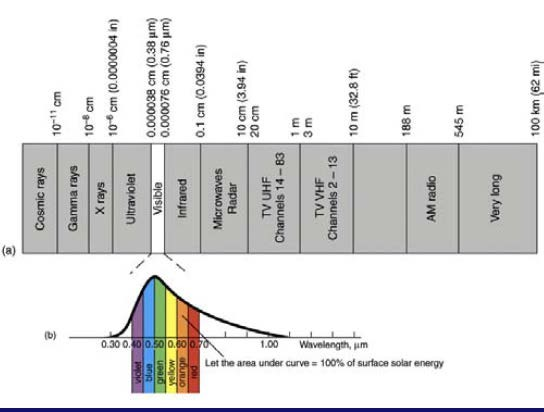 10⁻¹¹ cm
10⁻⁸ cm
10⁻⁶ cm (0.0000004 in)
0.000038 cm (0.38 μm)
0.000076 cm (0.76 μm)
0.1 cm (0.0394 in)
10 cm (3.94 in)
20 cm
1 m
3 m
10 m (32.8 ft)
188 m
545 m
100 km (62 mi)
Cosmic rays
Gamma rays
X rays
Ultraviolet
Visible
Infrared
Microwaves
Radar
TV UHF
Channels 14 – 83
TV VHF
Channels 2 – 13
AM radio
Very long
(a)
(b)
0.30 0.40 0.50 0.60 0.70 1.00 Wavelength, μm
violet
blue
green
yellow
orange
red
Let the area under curve = 100% of surface solar energy